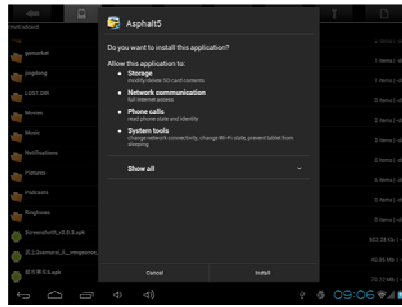 Asphalt5
Do you want to install this application?
Allow this application to:
Storage
modify/delete SD card contents
Network communication
full Internet access
Phone calls
read phone state and identity
System tools
change network connectivity, change Wi-Fi state, prevent tablet from
sleeping
Show all
Cancel
Install
gameloft
jingdong
LOST.DIR
Movies
Music
Notifications
Pictures
Podcasts
Ringtones
09:06